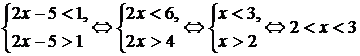 {2x−5<1, ⇔ {2x<6, ⇔ {x<3, ⇔ 2<x<3
{2x−5>1 {2x>4 {x>2